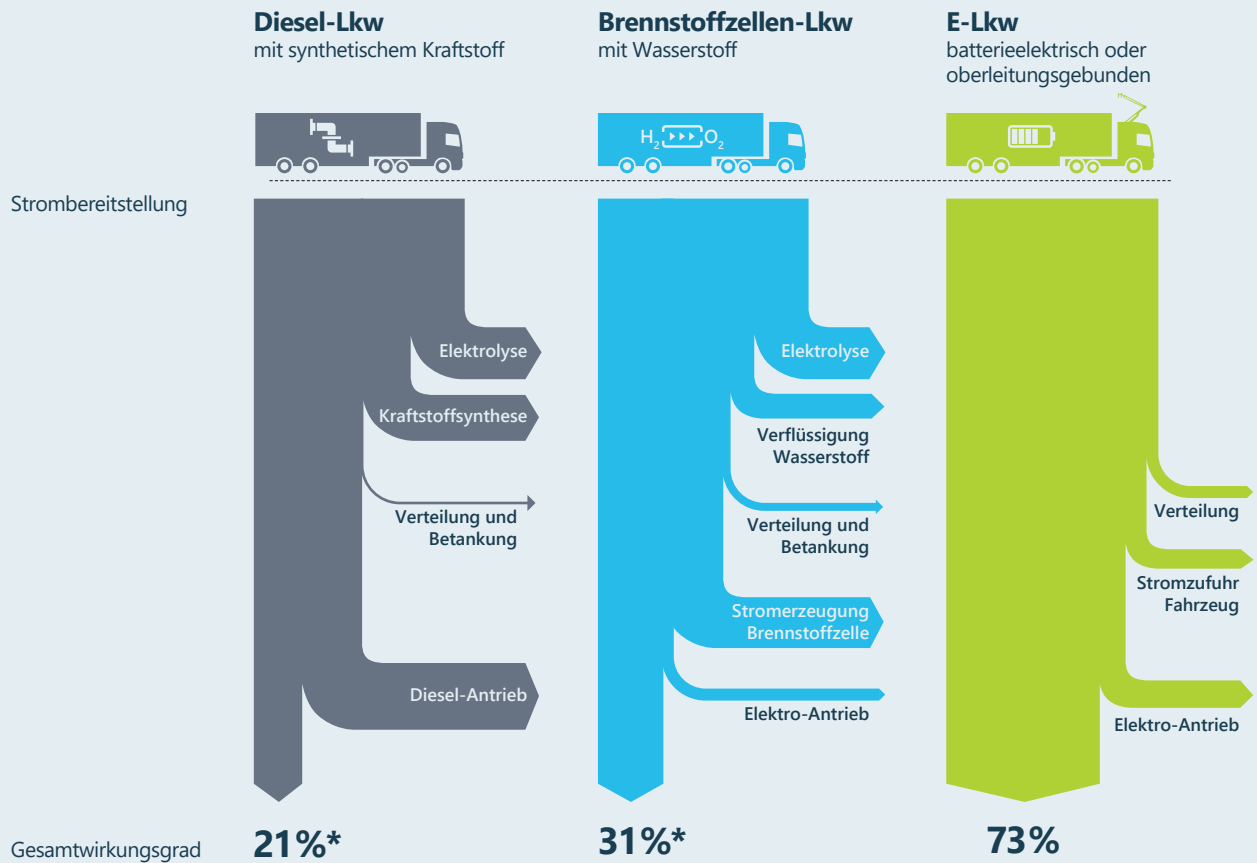 Diesel-Lkw
mit synthetischem Kraftstoff
Brennstoffzellen-Lkw
mit Wasserstoff
E-Lkw
batterieelektrisch oder
oberleitungsgebunden
H₂ O₂
Strombereitstellung
Elektrolyse
Kraftstoffsynthese
Verteilung und
Betankung
Diesel-Antrieb
Elektrolyse
Verflüssigung
Wasserstoff
Verteilung und
Betankung
Stromerzeugung
Brennstoffzelle
Elektro-Antrieb
Verteilung
Stromzufuhr
Fahrzeug
Elektro-Antrieb
Gesamtwirkungsgrad
21%*
31%*
73%